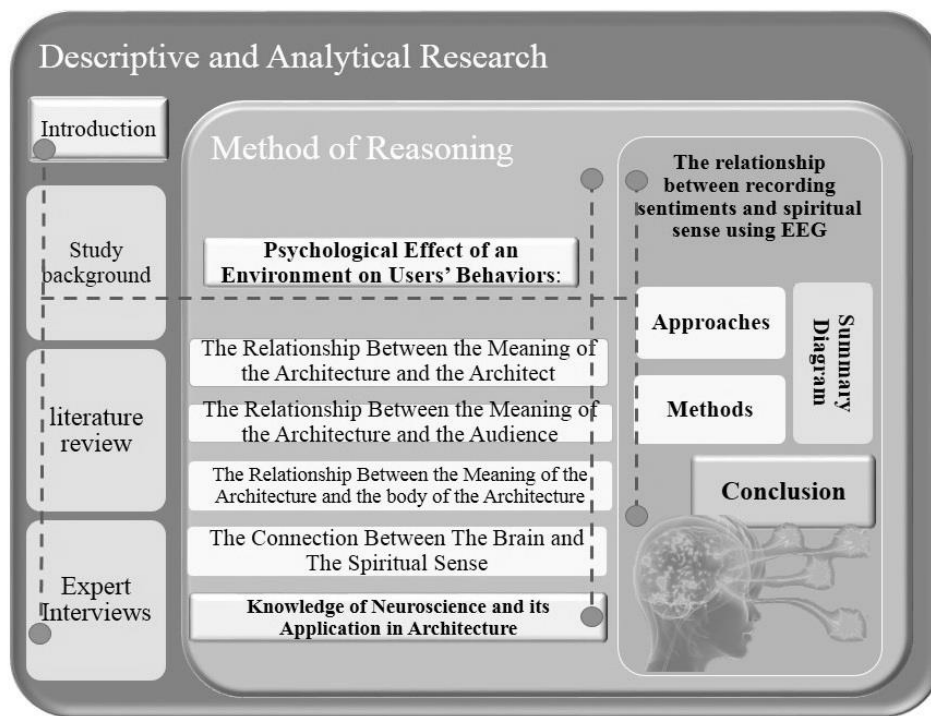 Descriptive and Analytical Research
Introduction
Study
background
literature
review
Expert
Interviews
Method of Reasoning
Psychological Effect of an
Environment on Users’ Behaviors:
The Relationship Between the Meaning of
the Architecture and the Architect
The Relationship Between the Meaning of
the Architecture and the Audience
The Relationship Between the Meaning of the
Architecture and the body of the Architecture
The Connection Between The Brain and
The Spiritual Sense
Knowledge of Neuroscience and its
Application in Architecture
The relationship
between recording
sentiments and spiritual
sense using EEG
Approaches
Methods
Summary
Diagram
Conclusion